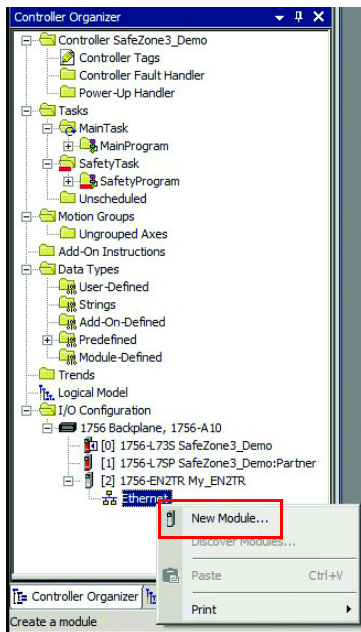 Controller Organizer
Controller SafeZone3_Demo
Controller Tags
Controller Fault Handler
Power-Up Handler
Tasks
MainTask
MainProgram
SafetyTask
SafetyProgram
Unscheduled
Motion Groups
Ungrouped Axes
Add-On Instructions
Data Types
User-Defined
Strings
Add-On-Defined
Predefined
Module-Defined
Trends
Logical Model
I/O Configuration
1756 Backplane, 1756-A10
[0] 1756-L73S SafeZone3_Demo
[1] 1756-L7SP SafeZone3_Demo:Partner
[2] 1756-EN2TR My_EN2TR
Ethernet
New Module...
Discover Modules...
Paste Ctrl+V
Print
Controller Organizer
Create a module